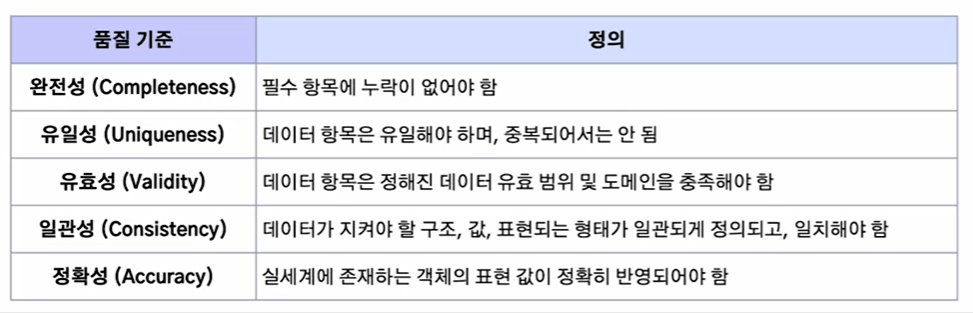 품질 기준 정의
완전성 (Completeness) 필수 항목에 누락이 없어야 함
유일성 (Uniqueness) 데이터 항목은 유일해야 하며, 중복되어서는 안 됨
유효성 (Validity) 데이터 항목은 정해진 데이터 유효 범위 및 도메인을 충족해야 함
일관성 (Consistency) 데이터가 지켜야 할 구조, 값, 표현되는 형태가 일관되게 정의되고, 일치해야 함
정확성 (Accuracy) 실세계에 존재하는 객체의 표현 값이 정확히 반영되어야 함